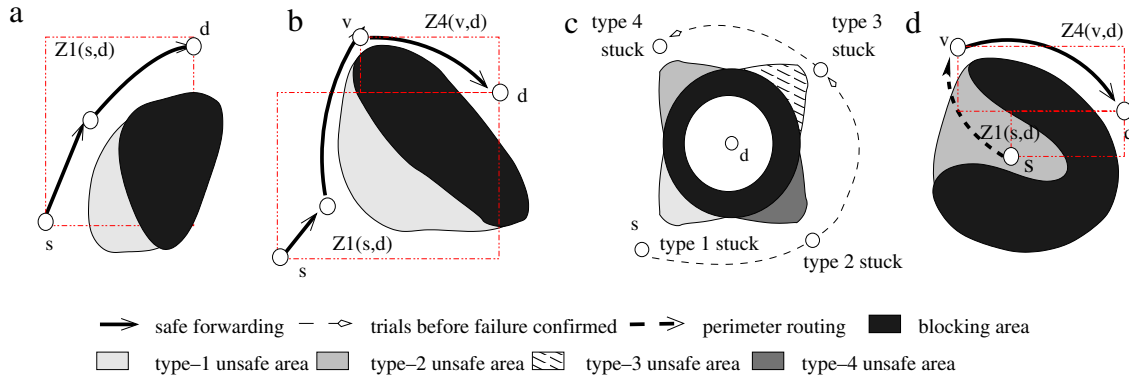 a
Z1(s,d)
d
s
b
v
Z4(v,d)
d
Z1(s,d)
s
c
type 4
stuck
type 3
stuck
d
s
type 1 stuck
type 2 stuck
d
v
Z4(v,d)
Z1(s,d)
d
S
safe forwarding
trials before failure confirmed
perimeter routing
blocking area
type–1 unsafe area
type–2 unsafe area
type–3 unsafe area
type–4 unsafe area